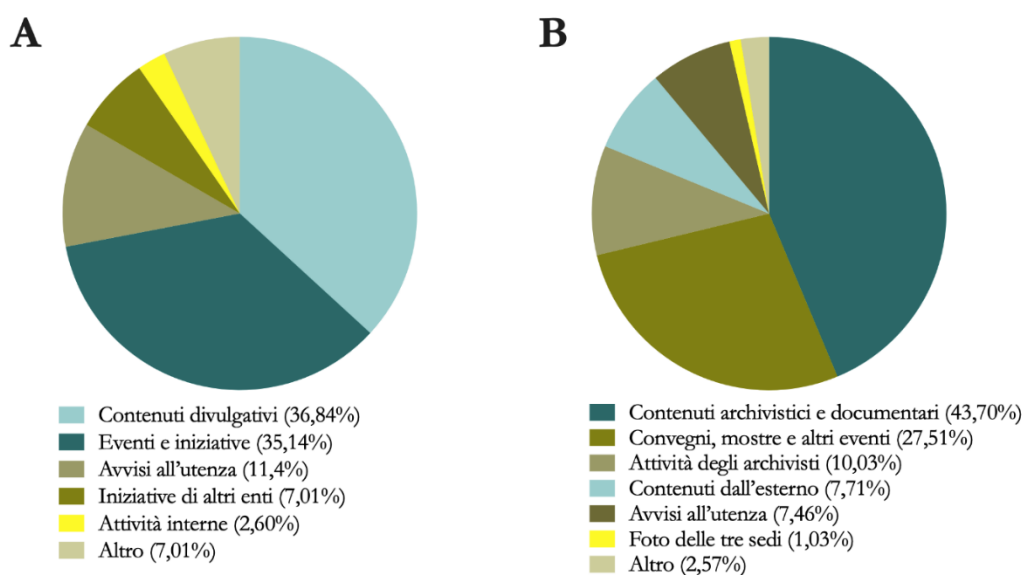 A
Contenuti divulgativi (36,84%)
Eventi e iniziative (35,14%)
Avvisi all'utenza (11,4%)
Iniziative di altri enti (7,01%)
Attività interne (2,60%)
Altro (7,01%)
B
Contenuti archivistici e documentari (43,70%)
Convegni, mostre e altri eventi (27,51%)
Attività degli archivisti (10,03%)
Contenuti dall'esterno (7,71%)
Avvisi all'utenza (7,46%)
Foto delle tre sedi (1,03%)
Altro (2,57%)